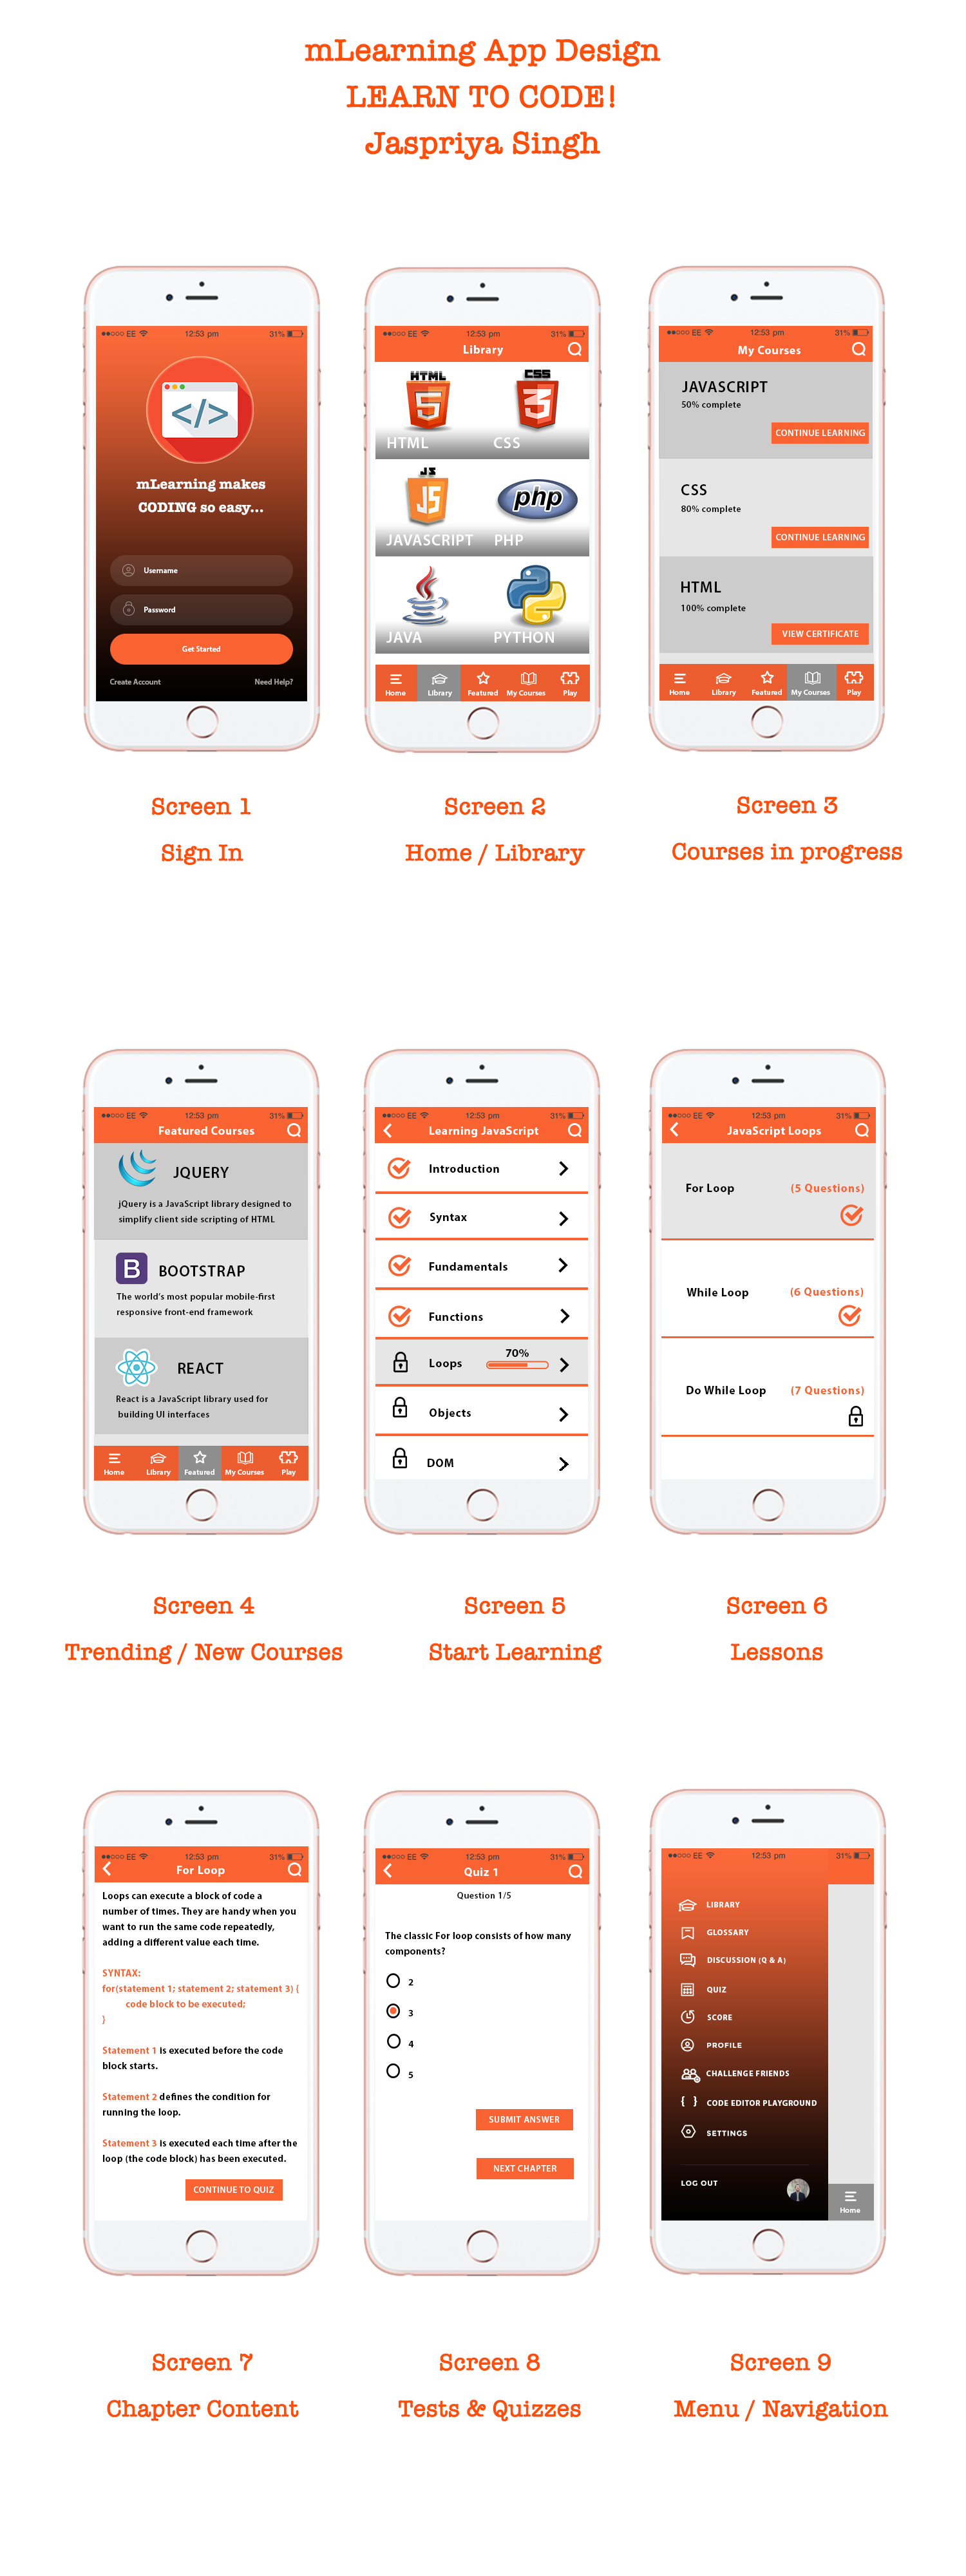 mLearning App Design
LEARN TO CODE!
Jaspriya Singh
EE 12:53 pm 31%
</>
mLearning makes
CODING so easy...
Username
Password
Get Started
Create Account Need Help?
EE 12:53 pm 31%
Library
HTML 5 CSS 3
HTML CSS
JS JS php
JAVASCRIPT PHP
JAVA PYTHON
Home Library Featured My Courses Play
EE 12:53 pm 31%
My Courses
JAVASCRIPT
50% complete
CONTINUE LEARNING
CSS
80% complete
CONTINUE LEARNING
HTML
100% complete
VIEW CERTIFICATE
Home Library Featured My Courses Play
Screen 1
Sign In
Screen 2
Home / Library
Screen 3
Courses in progress
EE 12:53 pm 31%
Featured Courses
JQUERY
jQuery is a JavaScript library designed to
simplify client side scripting of HTML
B BOOTSTRAP
The world's most popular mobile-first
responsive front-end framework
REACT
React is a JavaScript library used for
building UI interfaces
Home Library Featured My Courses Play
EE 12:53 pm 31%
Learning JavaScript
Introduction
Syntax
Fundamentals
Functions
70%
Loops
Objects
DOM
EE 12:53 pm 31%
JavaScript Loops
For Loop (5 Questions)
While Loop (6 Questions)
Do While Loop (7 Questions)
Screen 4
Trending / New Courses
Screen 5
Start Learning
Screen 6
Lessons
EE 12:53 pm 31%
For Loop
Loops can execute a block of code a
number of times. They are handy when you
want to run the same code repeatedly,
adding a different value each time.
SYNTAX:
for(statement 1; statement 2; statement 3) {
code block to be executed;
}
Statement 1 is executed before the code
block starts.
Statement 2 defines the condition for
running the loop.
Statement 3 is executed each time after the
loop (the code block) has been executed.
CONTINUE TO QUIZ
EE 12:53 pm 31%
Quiz 1
Question 1/5
The classic For loop consists of how many
components?
2
3
4
5
SUBMIT ANSWER
NEXT CHAPTER
EE 12:53 pm 31%
LIBRARY
GLOSSARY
DISCUSSION (Q & A)
QUIZ
SCORE
PROFILE
CHALLENGE FRIENDS
{ } CODE EDITOR PLAYGROUND
SETTINGS
LOG OUT
Home
Screen 7
Chapter Content
Screen 8
Tests & Quizzes
Screen 9
Menu / Navigation